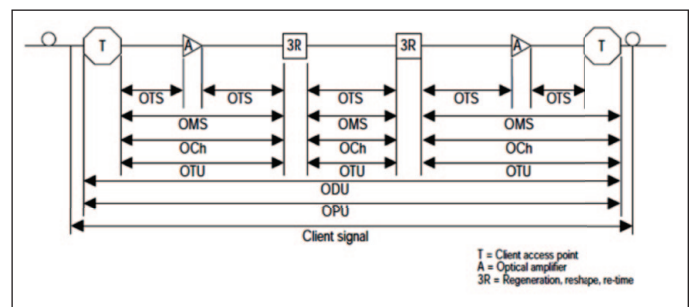 T A 3R 3R A T
OTS OTS OTS OTS OTS
OMS OMS OMS
OCh OCh OCh
OTU OTU OTU
ODU
OPU
Client signal
T = Client access point
A = Optical amplifier
3R = Regeneration, reshape, re-time